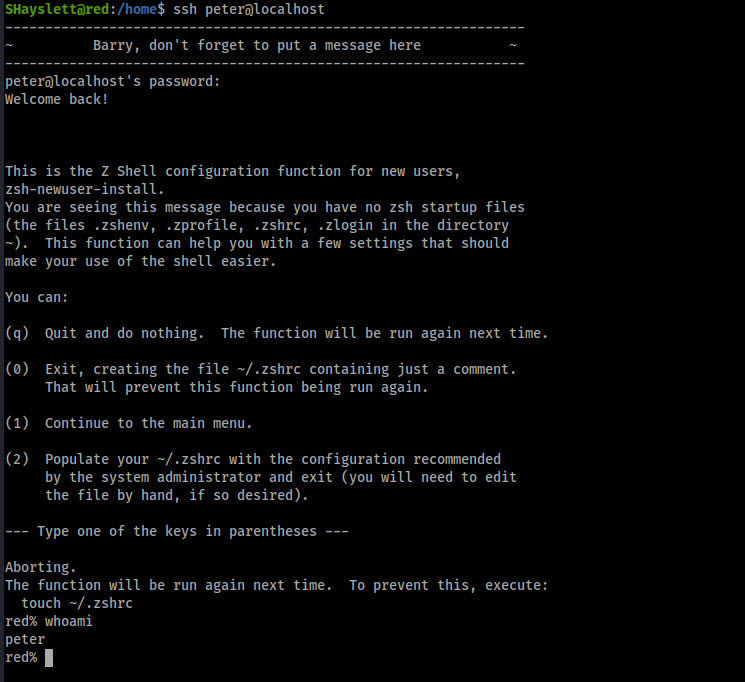 SHayslett@red:/home$ ssh peter@localhost
-----------------------------------------------------------------
~          Barry, don't forget to put a message here           ~
-----------------------------------------------------------------
peter@localhost's password:
Welcome back!
This is the Z Shell configuration function for new users,
zsh-newuser-install.
You are seeing this message because you have no zsh startup files
(the files .zshenv, .zprofile, .zshrc, .zlogin in the directory
~).  This function can help you with a few settings that should
make your use of the shell easier.
You can:
(q)  Quit and do nothing.  The function will be run again next time.
(0)  Exit, creating the file ~/.zshrc containing just a comment.
     That will prevent this function being run again.
(1)  Continue to the main menu.
(2)  Populate your ~/.zshrc with the configuration recommended
     by the system administrator and exit (you will need to edit
     the file by hand, if so desired).
--- Type one of the keys in parentheses ---
Aborting.
The function will be run again next time.  To prevent this, execute:
  touch ~/.zshrc
red% whoami
peter
red%